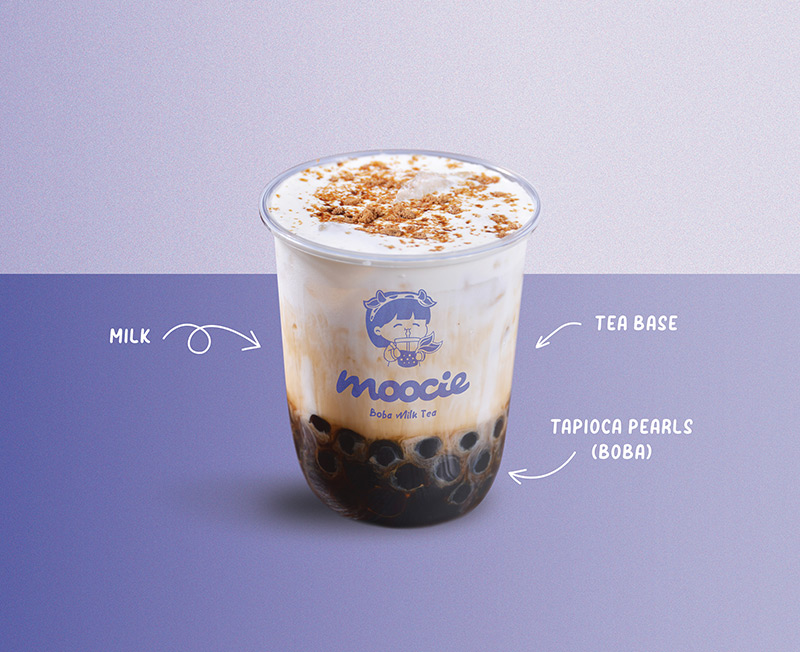 MILK
TEA BASE
moocie
Boba Milk Tea
TAPIOCA PEARLS
(BOBA)